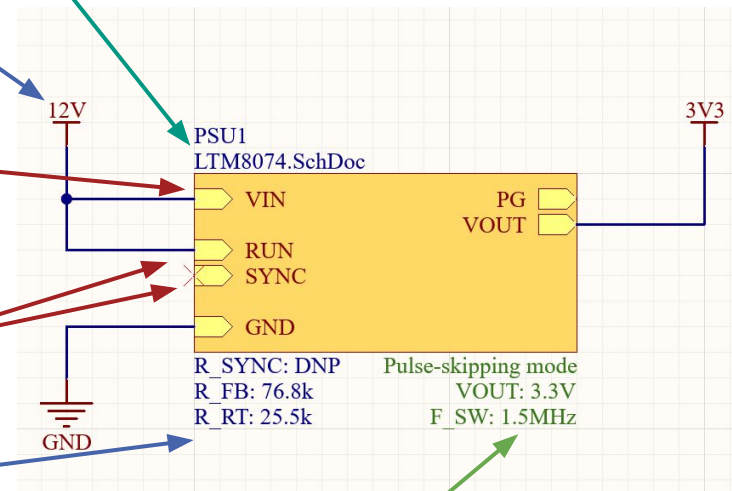 12V
3V3
PSU1
LTM8074.SchDoc
VIN
PG
VOUT
RUN
SYNC
GND
R_SYNC: DNP
Pulse-skipping mode
R_FB: 76.8k
VOUT: 3.3V
R_RT: 25.5k
F_SW: 1.5MHz
GND